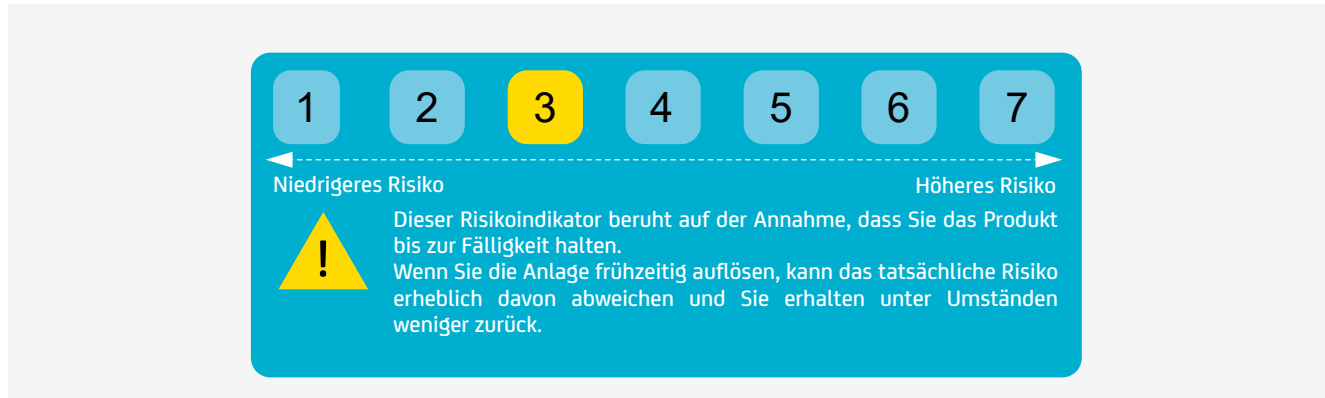 1 2 3 4 5 6 7
Niedrigeres Risiko Höheres Risiko
!
Dieser Risikoindikator beruht auf der Annahme, dass Sie das Produkt
bis zur Fälligkeit halten.
Wenn Sie die Anlage frühzeitig auflösen, kann das tatsächliche Risiko
erheblich davon abweichen und Sie erhalten unter Umständen
weniger zurück.